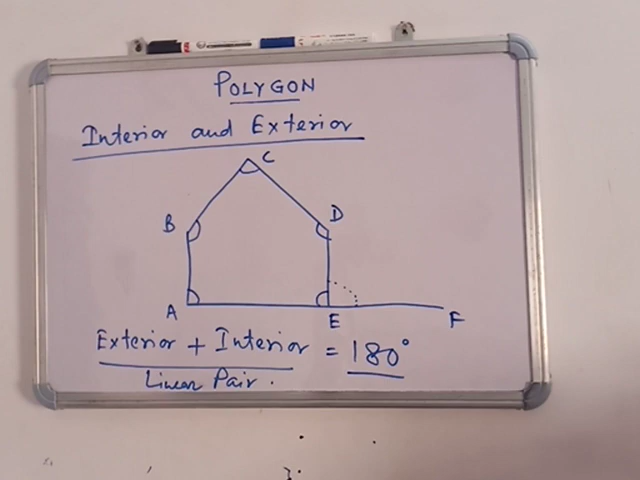 POLYGON
Interior and Exterior
C
B
D
A
E
F
Exterior + Interior = 180°
Linear Pair.